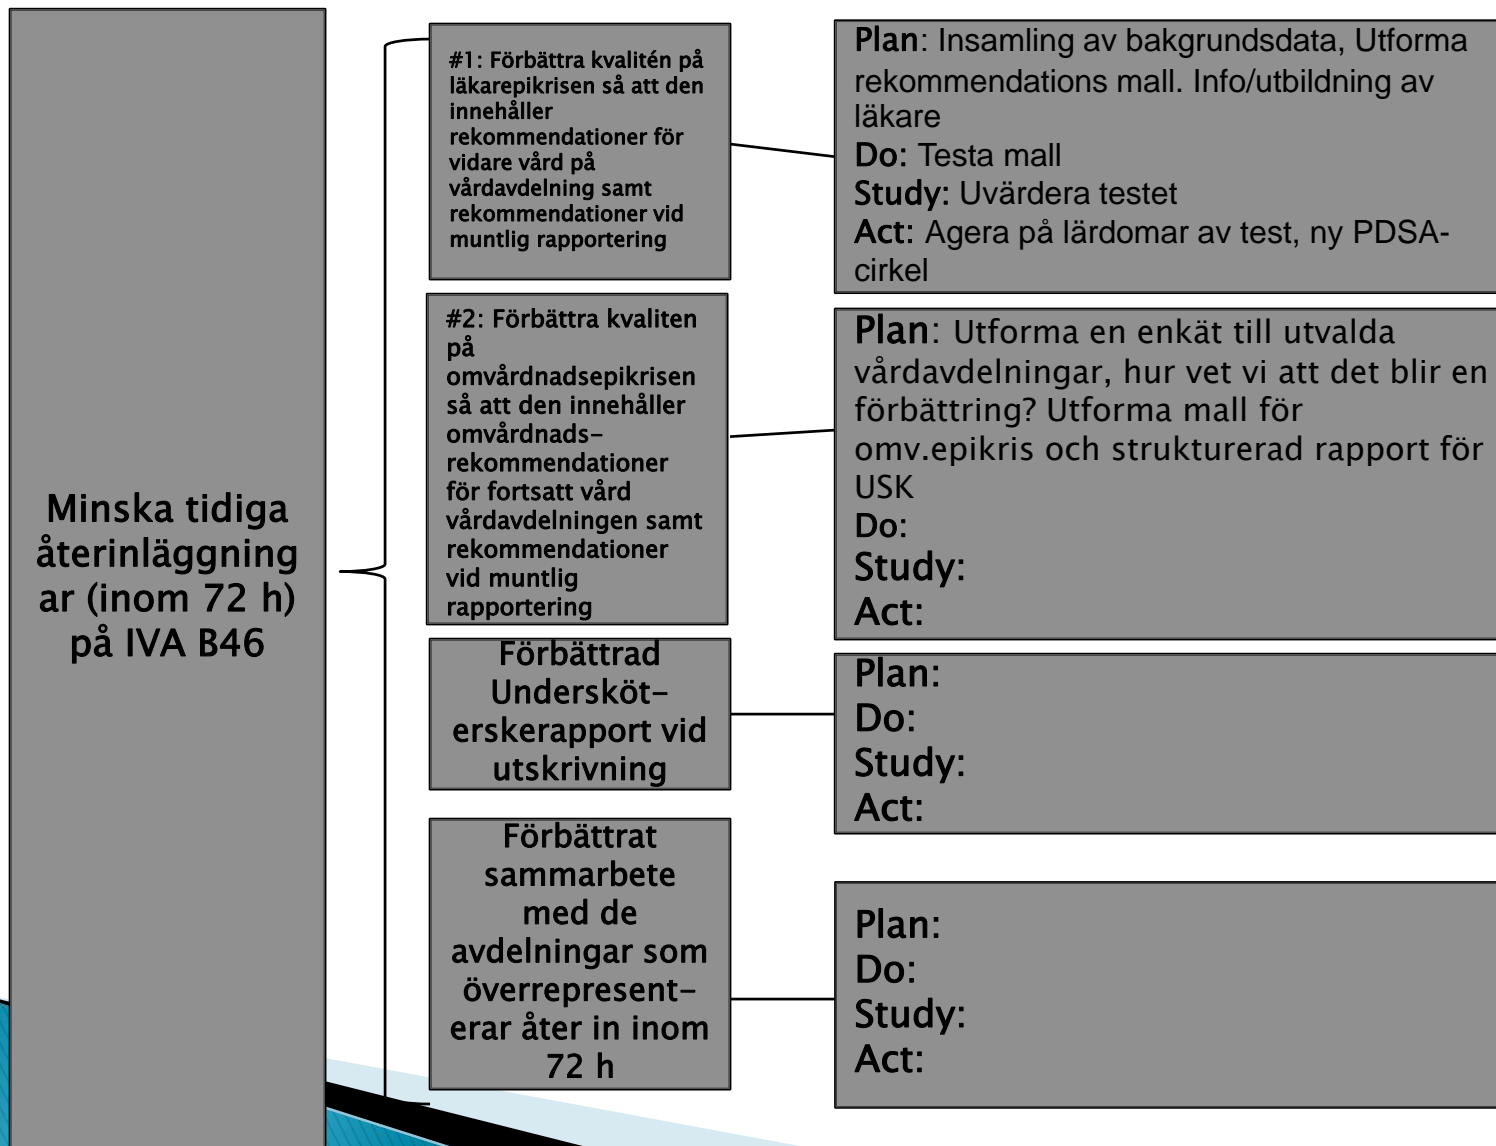 Minska tidiga
återinläggning
ar (inom 72 h)
på IVA B46
#1: Förbättra kvalitén på
läkarepikrisen så att den
innehåller
rekommendationer för
vidare vård på
vårdavdelning samt
rekommendationer vid
muntlig rapportering
Plan: Insamling av bakgrundsdata, Utforma
rekommendations mall. Info/utbildning av
läkare
Do: Testa mall
Study: Uvärdera testet
Act: Agera på lärdomar av test, ny PDSA-
cirkel
#2: Förbättra kvaliten
på
omvårdnadsepikrisen
så att den innehåller
omvårdnads-
rekommendationer
för fortsatt vård
vårdavdelningen samt
rekommendationer
vid muntlig
rapportering
Plan: Utforma en enkät till utvalda
vårdavdelningar, hur vet vi att det blir en
förbättring? Utforma mall för
omv.epikris och strukturerad rapport för
USK
Do:
Study:
Act:
Förbättrad
Undersköt-
erskerapport vid
utskrivning
Plan:
Do:
Study:
Act:
Förbättrat
sammarbete
med de
avdelningar som
överrepresent-
erar åter in inom
72 h
Plan:
Do:
Study:
Act: